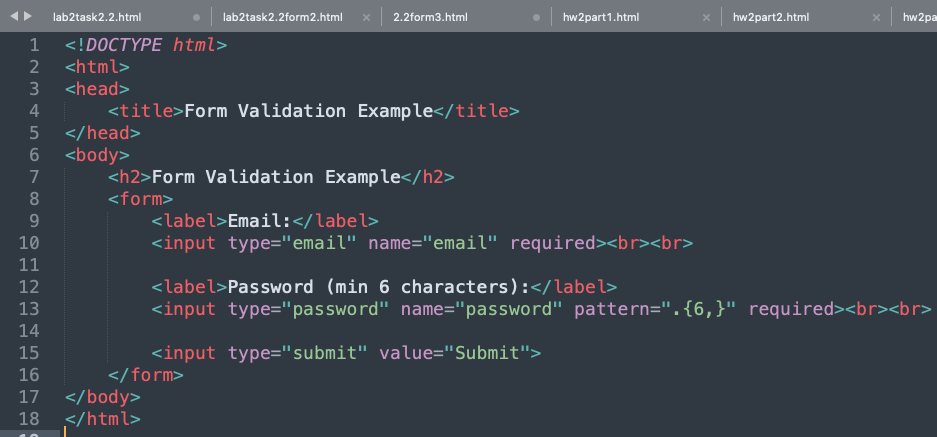 lab2task2.2.html lab2task2.2form2.html 2.2form3.html hw2part1.html hw2part2.html hw2pa
1 <!DOCTYPE html>
2 <html>
3 <head>
4 <title>Form Validation Example</title>
5 </head>
6 <body>
7 <h2>Form Validation Example</h2>
8 <form>
9 <label>Email:</label>
10 <input type="email" name="email" required><br><br>
11
12 <label>Password (min 6 characters):</label>
13 <input type="password" name="password" pattern=".{6,}" required><br><br>
14
15 <input type="submit" value="Submit">
16 </form>
17 </body>
18 </html>
19